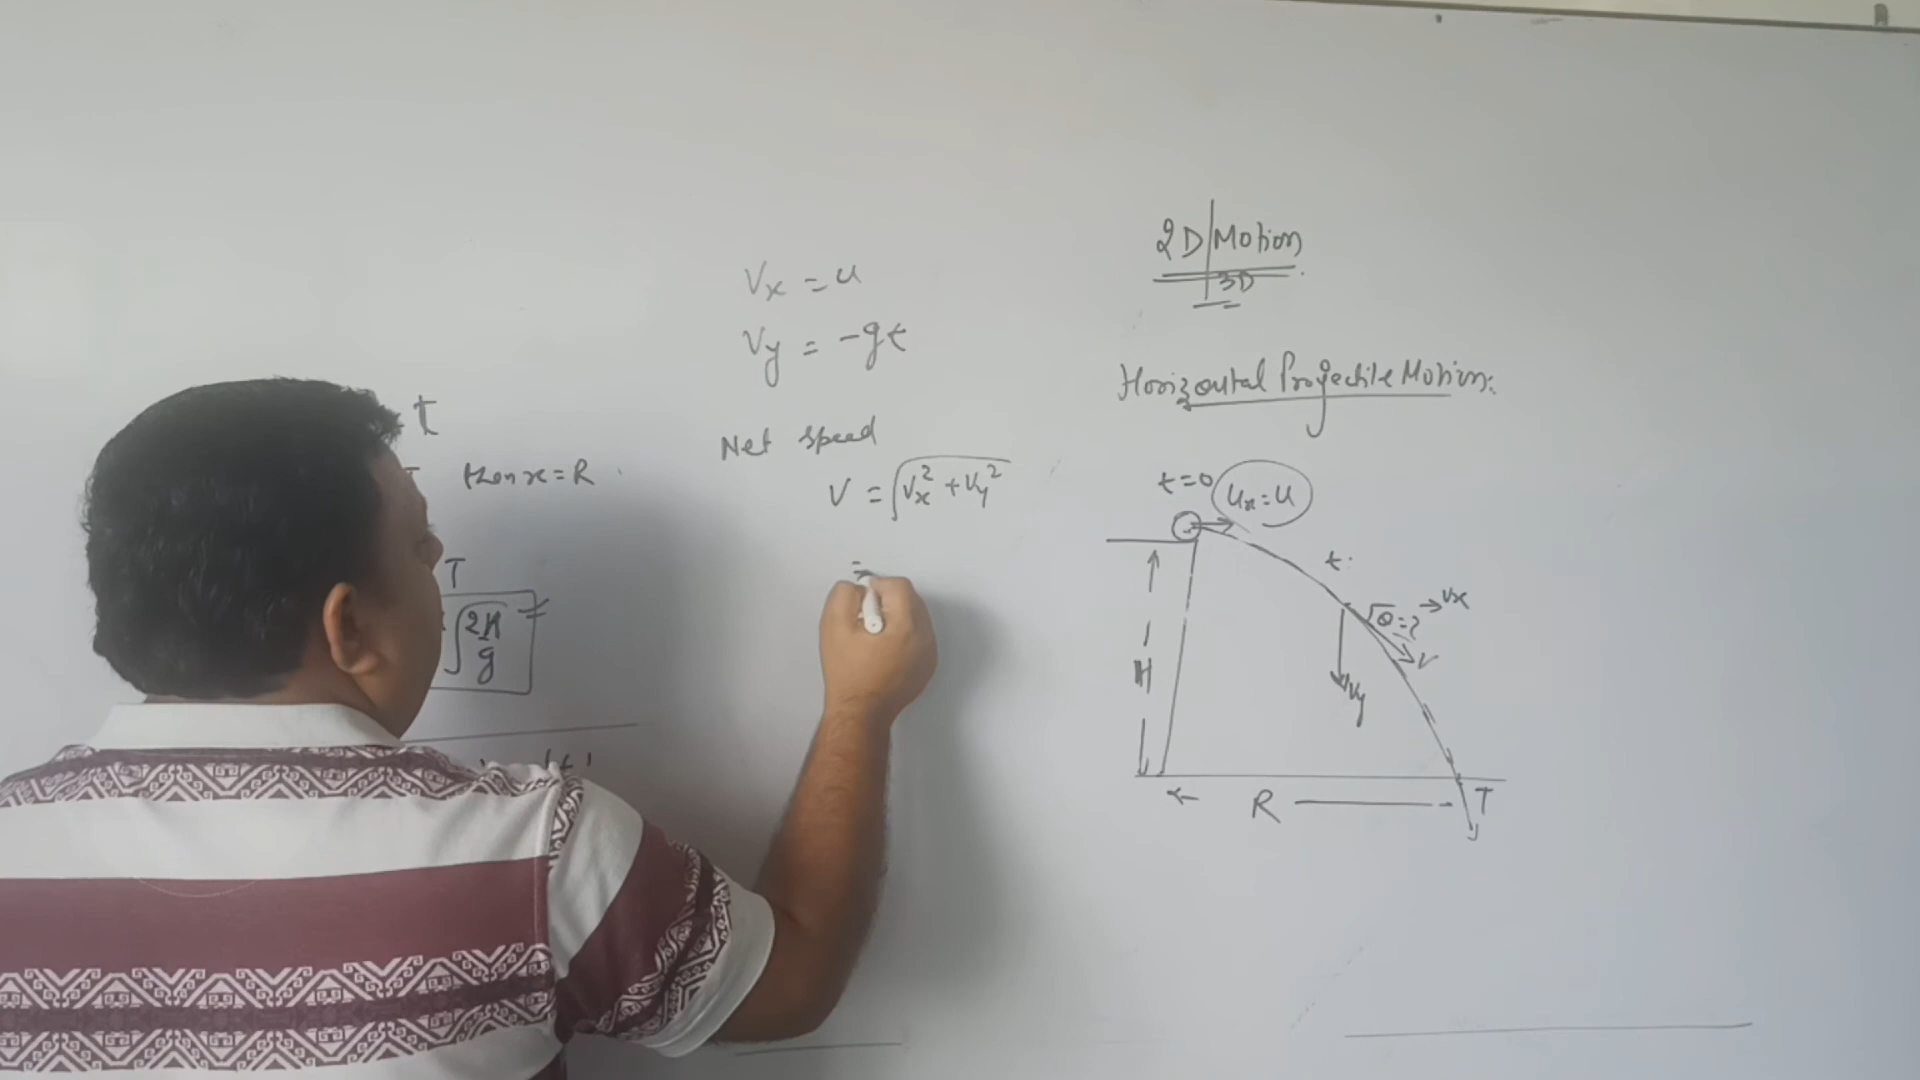 t
then x = R
T
√2H/g
Vx = u
Vy = -gt
Net speed
V = √Vx² + Vy²
=
2D Motion
3D
Horizontal Projectile Motion:
t=0 ux = u
t
θ = ? Vx
V
Vy
H
R T